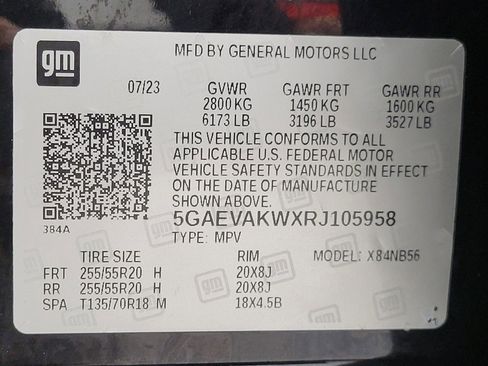 gm
MFD BY GENERAL MOTORS LLC
07/23 GVWR GAWR FRT GAWR RR
2800 KG 1450 KG 1600 KG
6173 LB 3196 LB 3527 LB
THIS VEHICLE CONFORMS TO ALL
APPLICABLE U.S. FEDERAL MOTOR
VEHICLE SAFETY STANDARDS IN EFFECT
ON THE DATE OF MANUFACTURE
SHOWN ABOVE.
5GAEVAKWXRJ105958
384A
TYPE: MPV
TIRE SIZE RIM MODEL: X84NB56
FRT 255/55R20 H 20X8J
RR 255/55R20 H 20X8J
SPA T135/70R18 M 18X4.5B